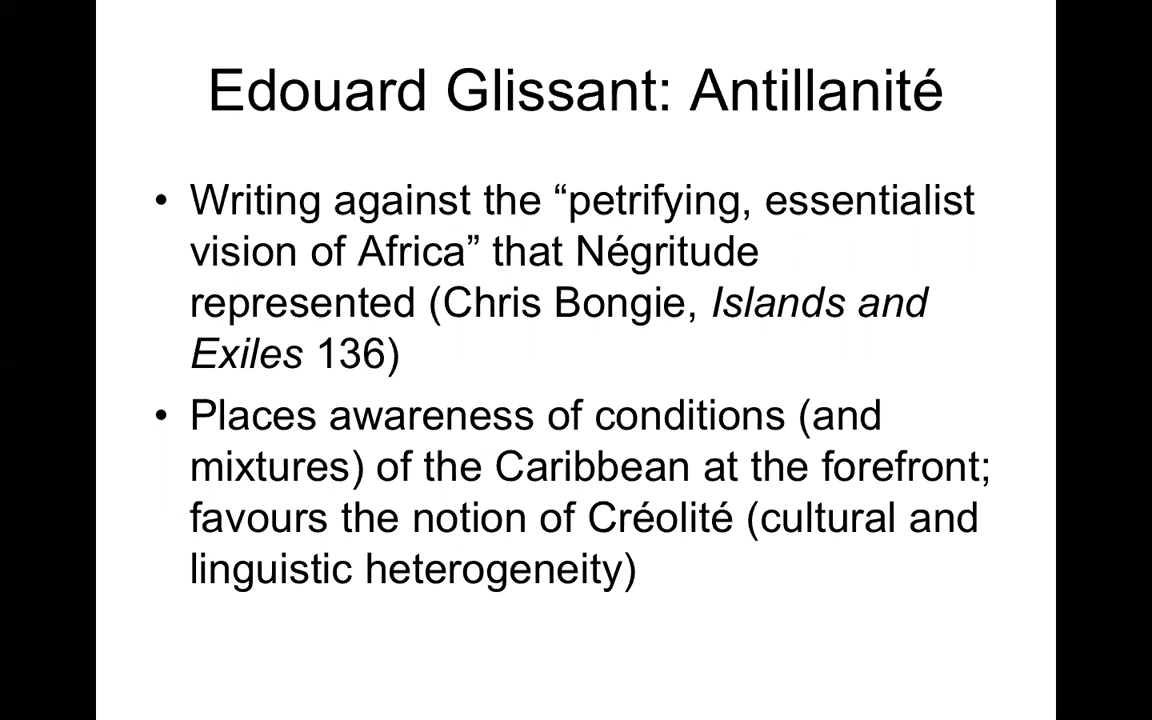 Edouard Glissant: Antillanité
• Writing against the “petrifying, essentialist
vision of Africa” that Négritude
represented (Chris Bongie, Islands and
Exiles 136)
• Places awareness of conditions (and
mixtures) of the Caribbean at the forefront;
favours the notion of Créolité (cultural and
linguistic heterogeneity)